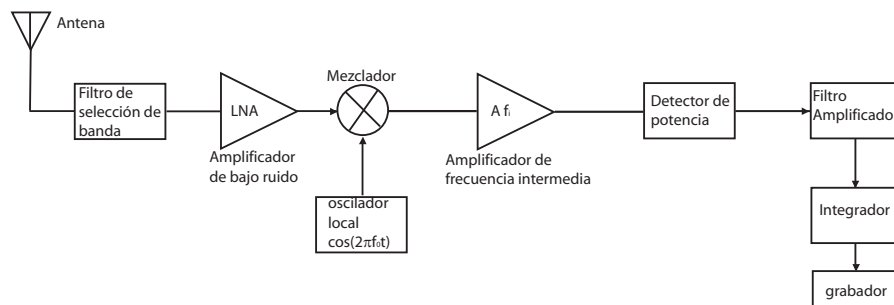 Antena
Filtro de
selección de
banda
LNA
Amplificador
de bajo ruido
Mezclador
oscilador
local
cos(2πf₀t)
A fᵢ
Amplificador de
frecuencia intermedia
Detector de
potencia
Filtro
Amplificado
Integrador
grabador